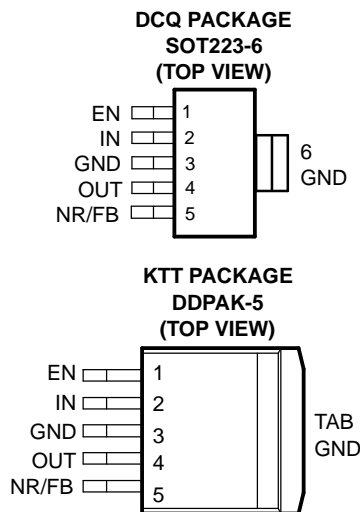 DCQ PACKAGE
SOT223-6
(TOP VIEW)
EN 1
IN 2
GND 3
OUT 4
NR/FB 5
6
GND
KTT PACKAGE
DDPAK-5
(TOP VIEW)
EN 1
IN 2
GND 3
OUT 4
NR/FB 5
TAB
GND